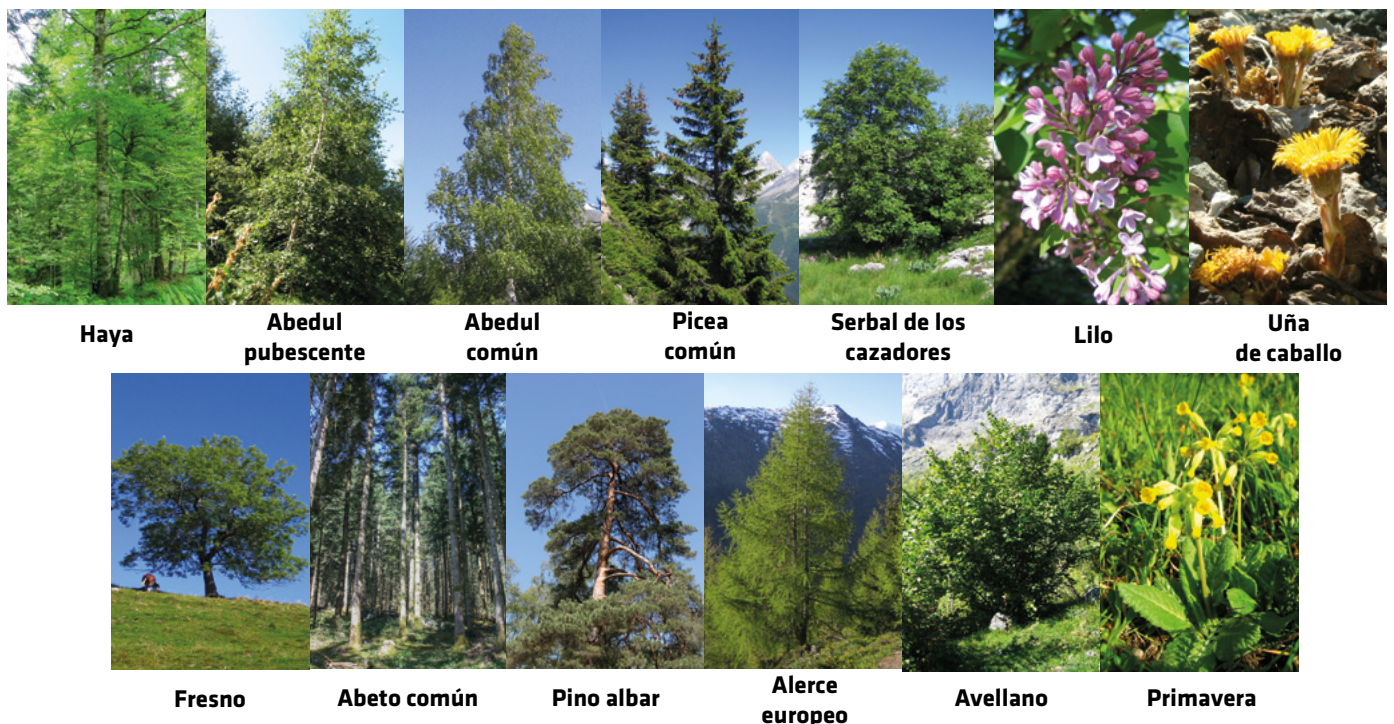 Haya
Abedul
pubescente
Abedul
común
Picea
común
Serbal de los
cazadores
Lilo
Uña
de caballo
Fresno
Abeto común
Pino albar
Alerce
europeo
Avellano
Primavera